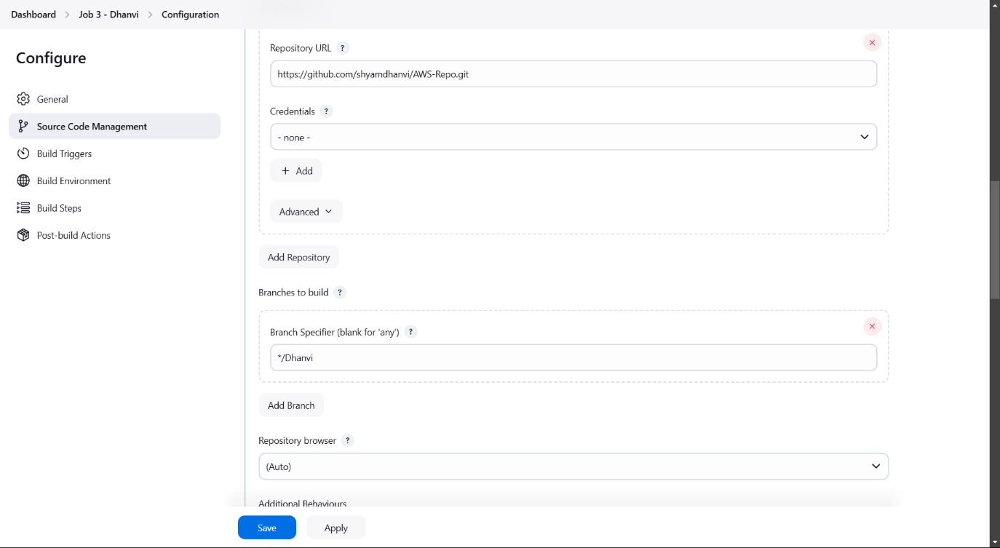 Dashboard > Job 3 - Dhanvi > Configuration
Configure
General
Source Code Management
Build Triggers
Build Environment
Build Steps
Post-build Actions
Repository URL ?
https://github.com/shyamdhanvi/AWS-Repo.git
Credentials ?
- none -
+ Add
Advanced
Add Repository
Branches to build ?
Branch Specifier (blank for 'any') ?
*/Dhanvi
Add Branch
Repository browser ?
(Auto)
Additional Behaviours
Save
Apply